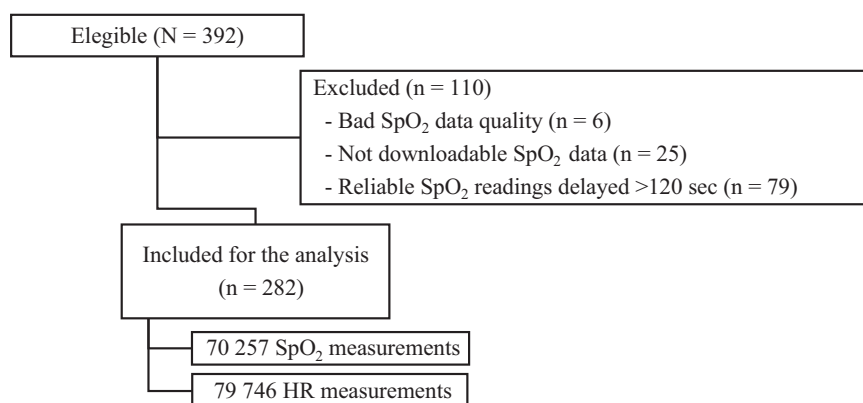 Elegible (N = 392)
Excluded (n = 110)
- Bad SpO₂ data quality (n = 6)
- Not downloadable SpO₂ data (n = 25)
- Reliable SpO₂ readings delayed >120 sec (n = 79)
Included for the analysis
(n = 282)
70 257 SpO₂ measurements
79 746 HR measurements